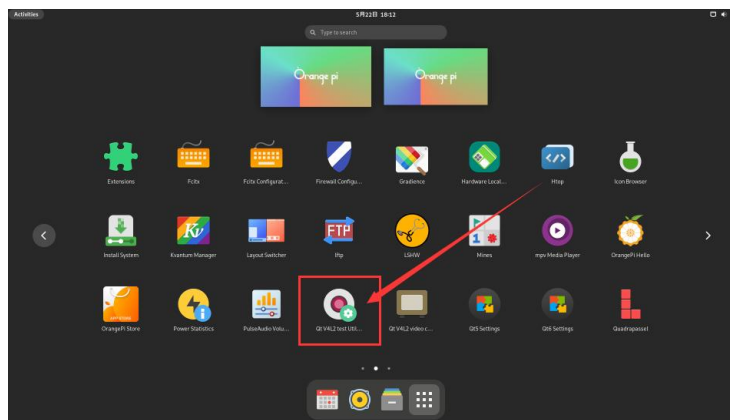 Activities
5月22日 18:12
Type to search
Orange pi
Orange pi
Extensions
Fcitx
Fcitx Configurat...
Firewall Configu...
Gradience
Hardware Local...
Htop
Icon Browser
Install System
Kv
Kvantum Manager
Layout Switcher
FTP
lftp
LSHW
1
Mines
mpv Media Player
OrangePi Hello
OrangePi Store
Power Statistics
PulseAudio Volu...
Qt V4L2 test Util...
Qt V4L2 video c...
Qt5 Settings
Qt6 Settings
Quadrapassel